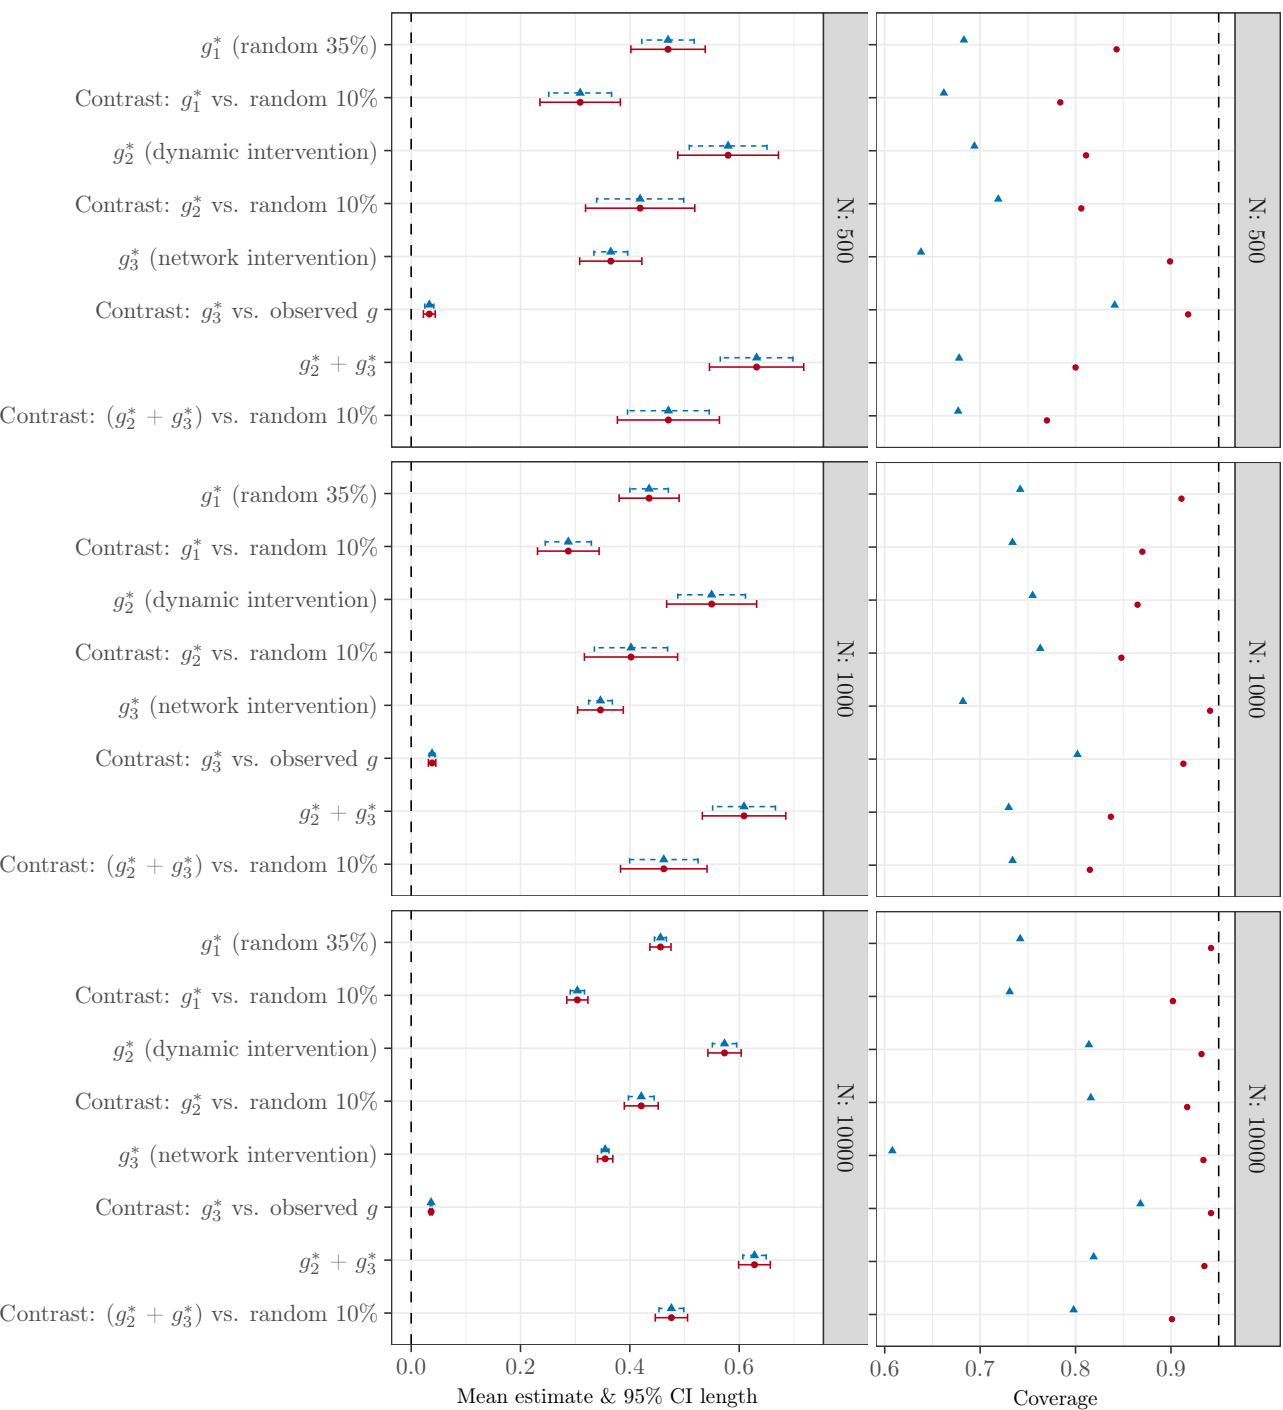 g₁* (random 35%)
Contrast: g₁* vs. random 10%
g₂* (dynamic intervention)
Contrast: g₂* vs. random 10%
g₃* (network intervention)
Contrast: g₃* vs. observed g
g₂* + g₃*
Contrast: (g₂* + g₃*) vs. random 10%
N: 500
N: 500
g₁* (random 35%)
Contrast: g₁* vs. random 10%
g₂* (dynamic intervention)
Contrast: g₂* vs. random 10%
g₃* (network intervention)
Contrast: g₃* vs. observed g
g₂* + g₃*
Contrast: (g₂* + g₃*) vs. random 10%
N: 1000
N: 1000
g₁* (random 35%)
Contrast: g₁* vs. random 10%
g₂* (dynamic intervention)
Contrast: g₂* vs. random 10%
g₃* (network intervention)
Contrast: g₃* vs. observed g
g₂* + g₃*
Contrast: (g₂* + g₃*) vs. random 10%
N: 10000
N: 10000
0.0 0.2 0.4 0.6
Mean estimate & 95% CI length
0.6 0.7 0.8 0.9
Coverage